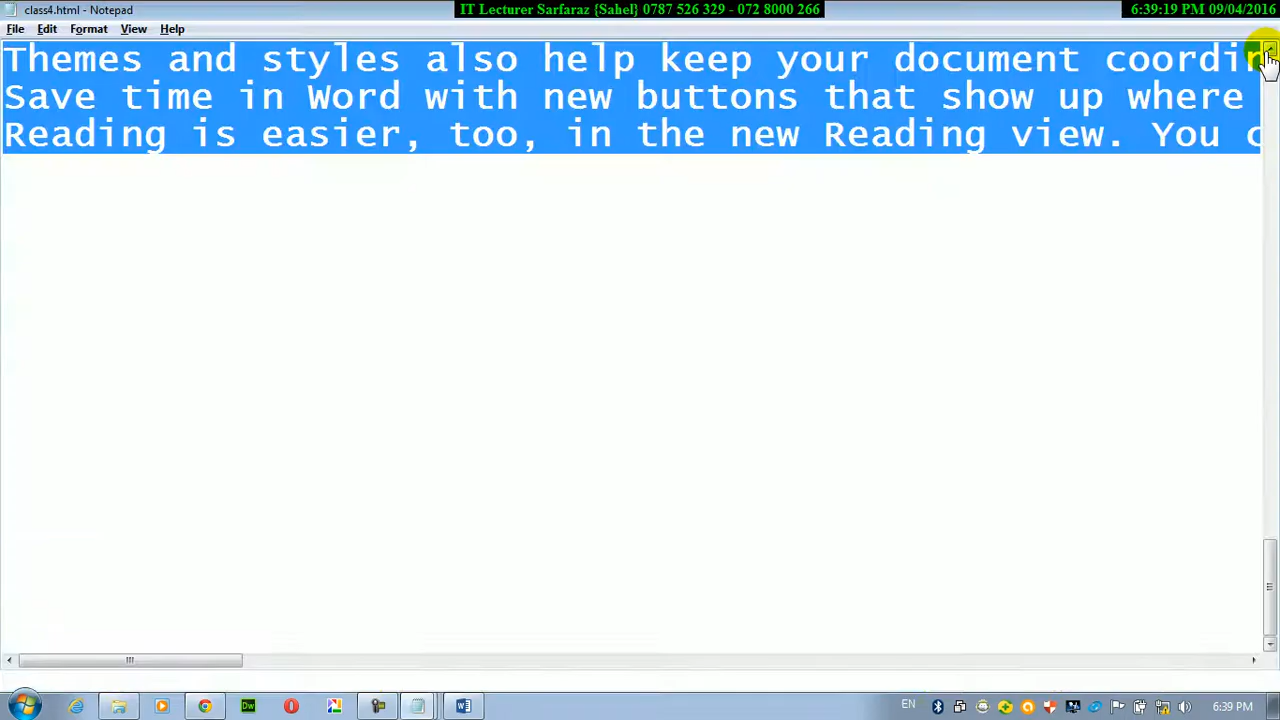 class4.html - Notepad
IT Lecturer Sarfaraz {Sahel} 0787 526 329 - 072 8000 266
6:39:19 PM 09/04/2016
File Edit Format View Help
Themes and styles also help keep your document coordin
Save time in Word with new buttons that show up where
Reading is easier, too, in the new Reading view. You c
Dw
EN
6:39 PM